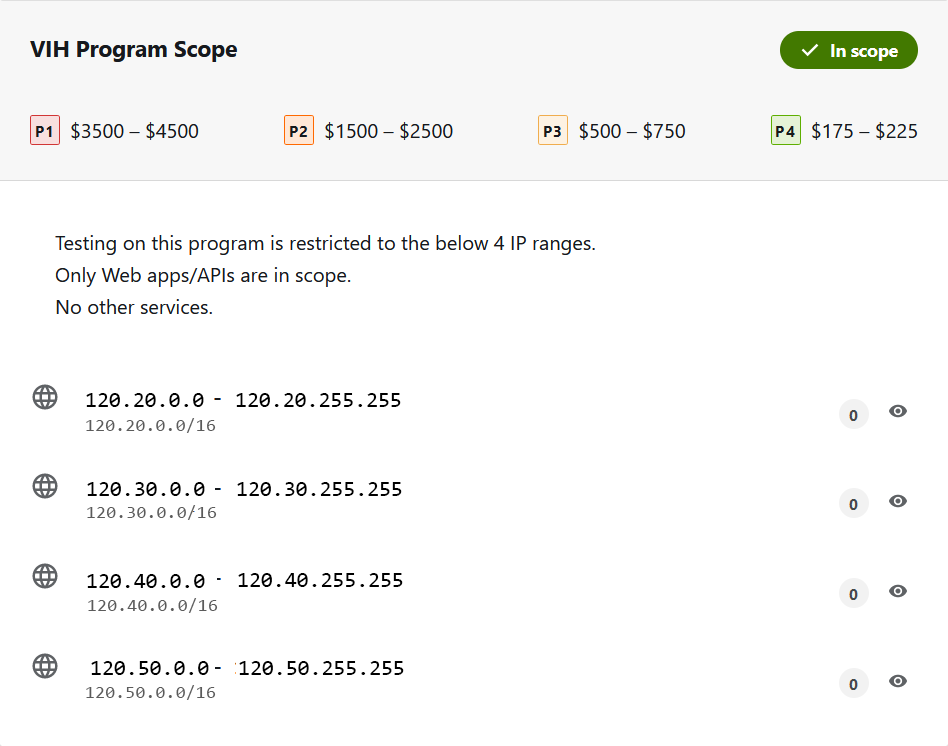 VIH Program Scope
In scope
P1 $3500 – $4500
P2 $1500 – $2500
P3 $500 – $750
P4 $175 – $225
Testing on this program is restricted to the below 4 IP ranges.
Only Web apps/APIs are in scope.
No other services.
120.20.0.0 - 120.20.255.255
120.20.0.0/16
0
120.30.0.0 - 120.30.255.255
120.30.0.0/16
0
120.40.0.0 - 120.40.255.255
120.40.0.0/16
0
120.50.0.0 - 120.50.255.255
120.50.0.0/16
0